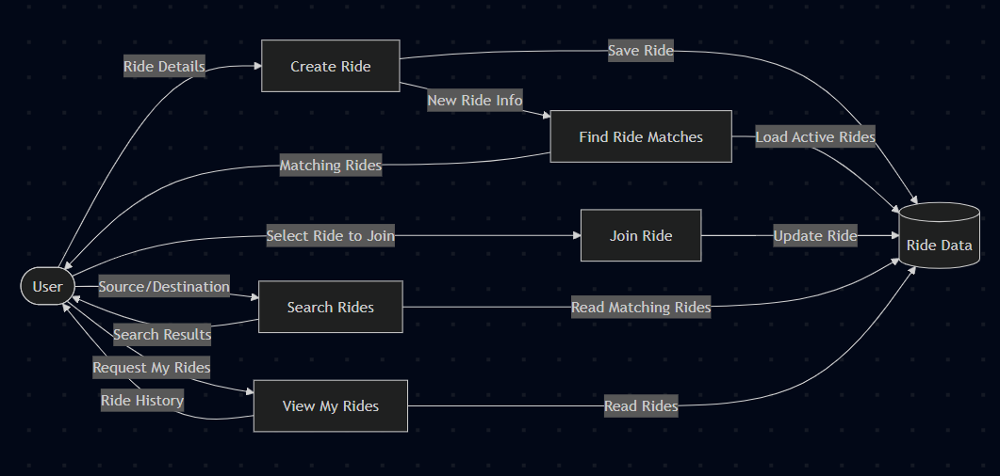 Save Ride
Ride Details
Create Ride
New Ride Info
Find Ride Matches
Load Active Rides
Matching Rides
Select Ride to Join
Join Ride
Update Ride
Ride Data
User
Source/Destination
Search Rides
Read Matching Rides
Search Results
Request My Rides
Ride History
View My Rides
Read Rides